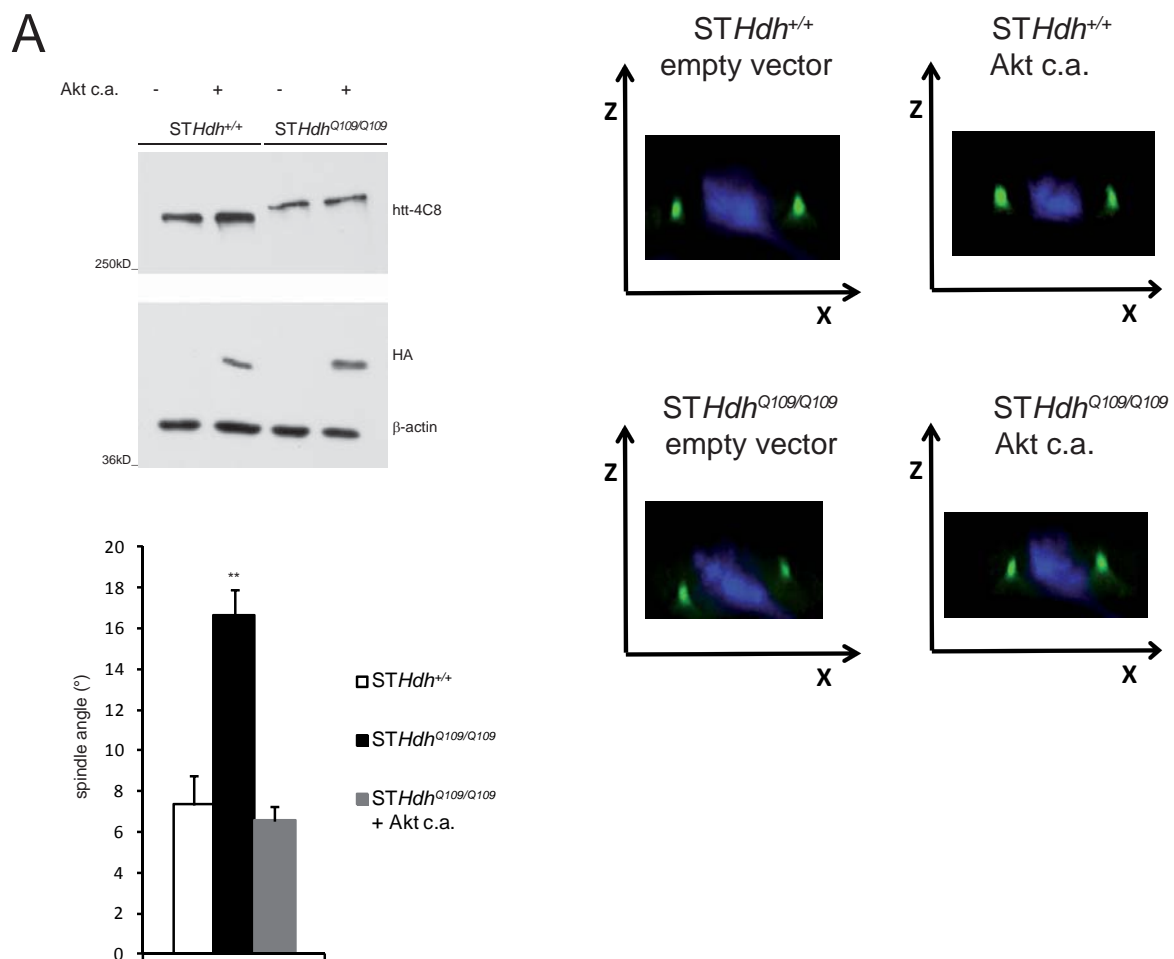 A
Akt c.a. - + - +
STHdh+/+ STHdhQ109/Q109
htt-4C8
250kD_
HA
β-actin
36kD_
STHdh+/+
empty vector
Z
X
STHdh+/+
Akt c.a.
Z
X
STHdhQ109/Q109
empty vector
Z
X
STHdhQ109/Q109
Akt c.a.
Z
X
spindle angle (°)
20
18
16
14
12
10
8
6
4
2
0
**
STHdh+/+
STHdhQ109/Q109
STHdhQ109/Q109
+ Akt c.a.